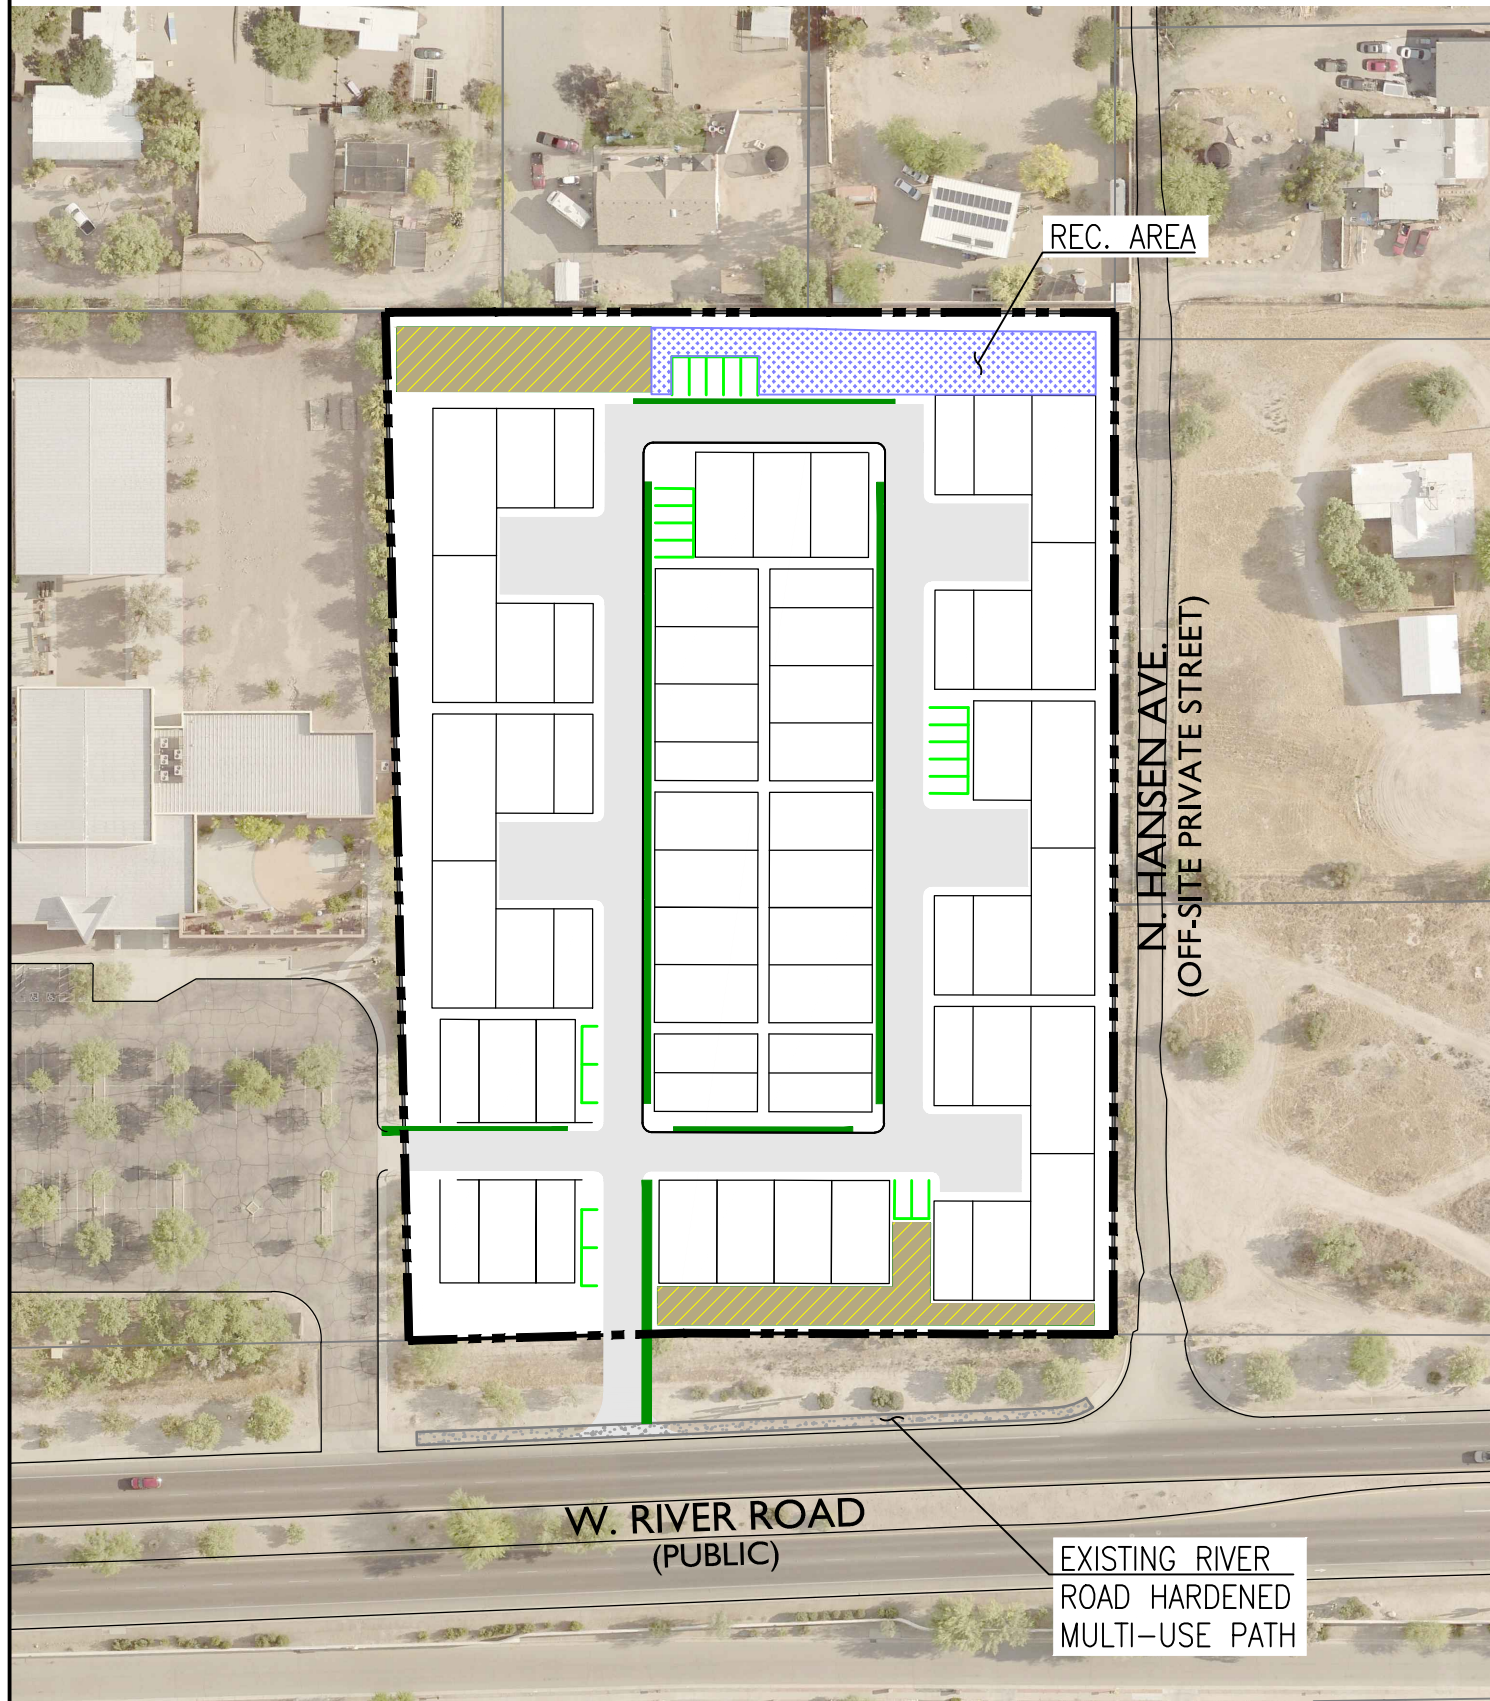 REC. AREA
N. HANSEN AVE.
(OFF-SITE PRIVATE STREET)
W. RIVER ROAD
(PUBLIC)
EXISTING RIVER
ROAD HARDENED
MULTI-USE PATH